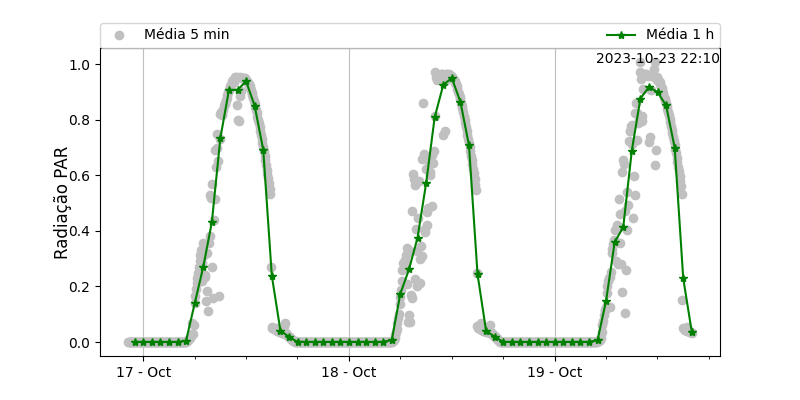 Média 5 min
Média 1 h
2023-10-23 22:10
1.0
0.8
0.6
0.4
0.2
0.0
Radiação PAR
17 - Oct
18 - Oct
19 - Oct